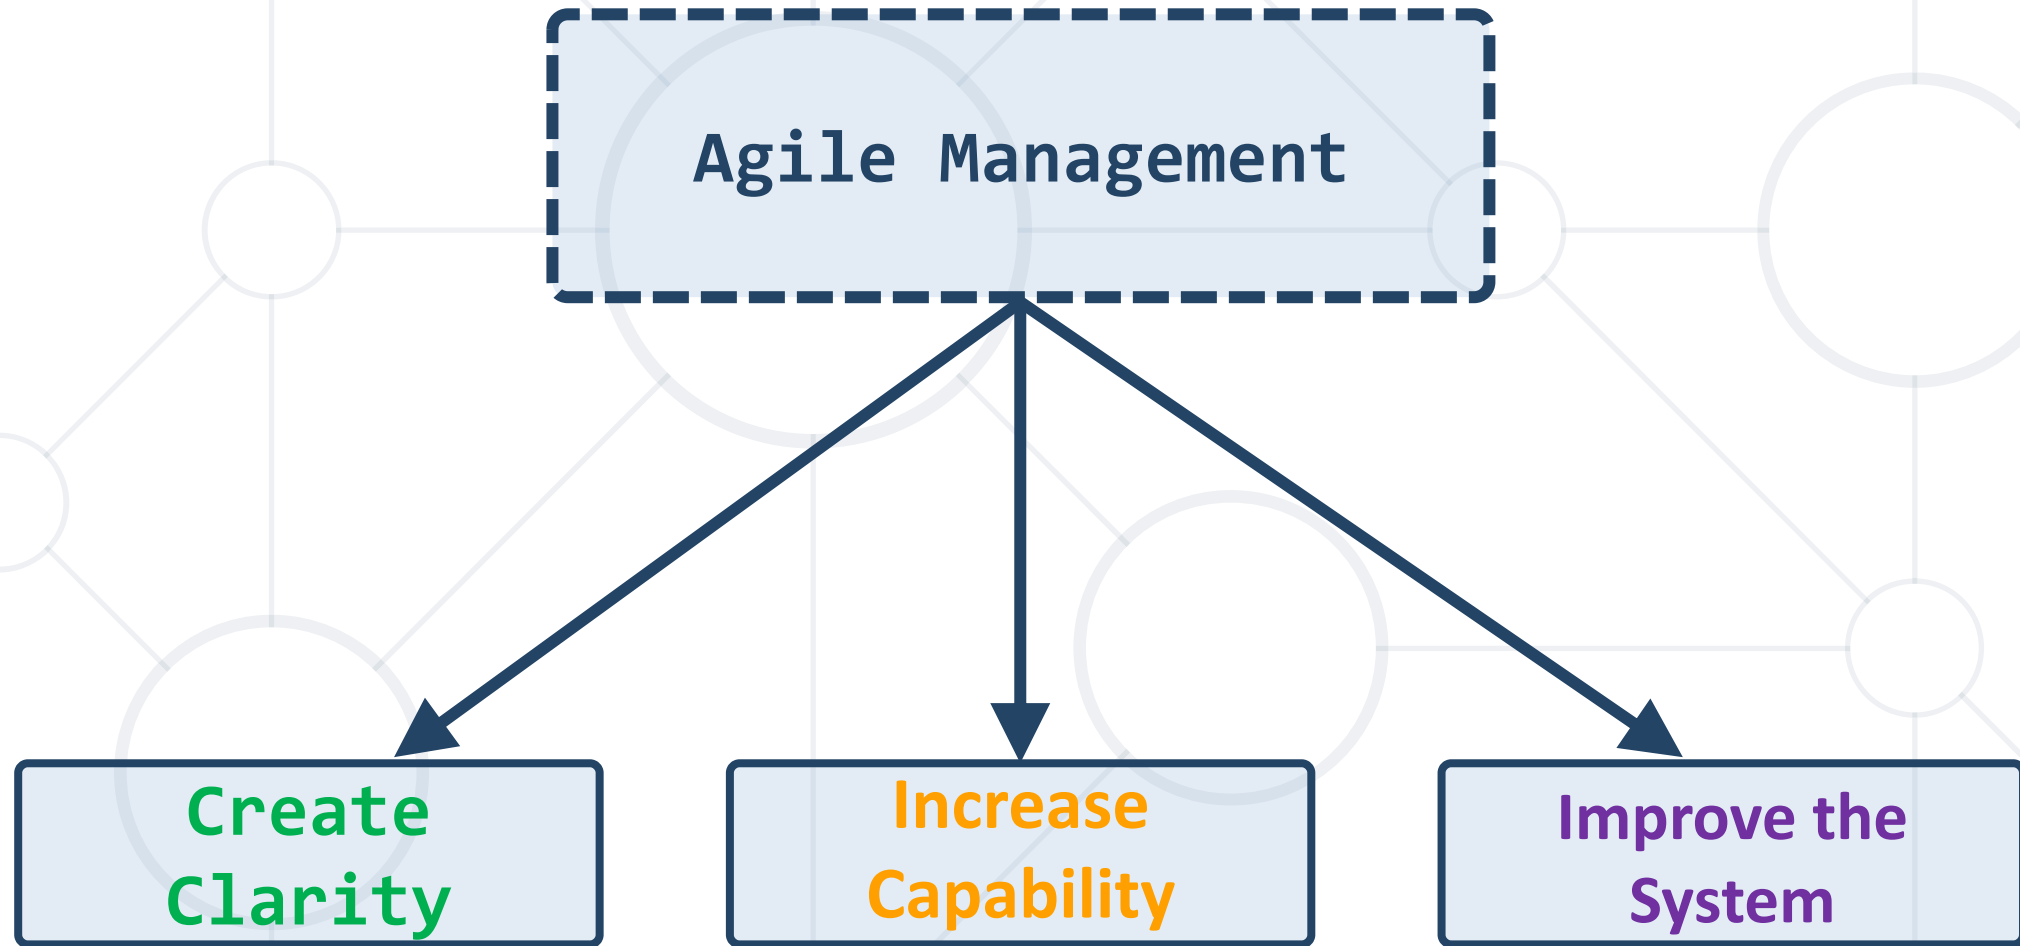 Agile Management
Create
Clarity
Increase
Capability
Improve the
System